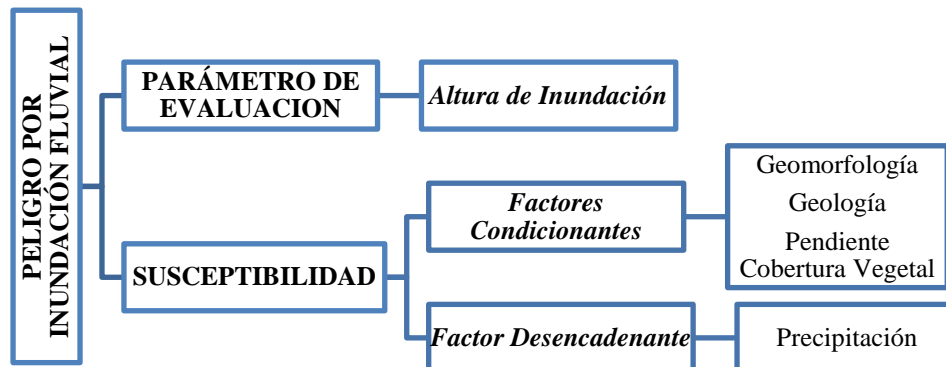 PELIGRO POR
INUNDACIÓN FLUVIAL
PARÁMETRO DE
EVALUACION
Altura de Inundación
SUSCEPTIBILIDAD
Factores
Condicionantes
Geomorfología
Geología
Pendiente
Cobertura Vegetal
Factor Desencadenante
Precipitación